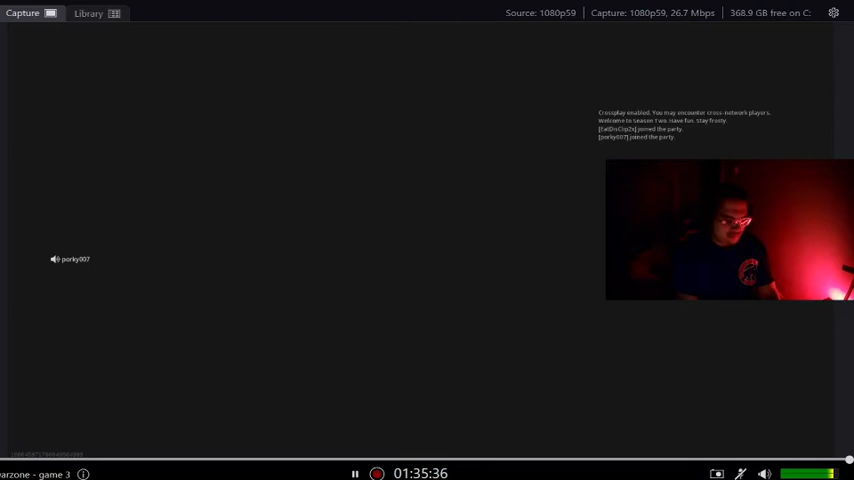 Capture
Library
Source: 1080p59
Capture: 1080p59, 26.7 Mbps
368.9 GB free on C:
Crossplay enabled. You may encounter cross-network players.
Welcome to Season Two. Have fun. Stay frosty.
[EatDisClip2x] joined the party.
[porky007] joined the party.
porky007
arzone - game 3
01:35:36